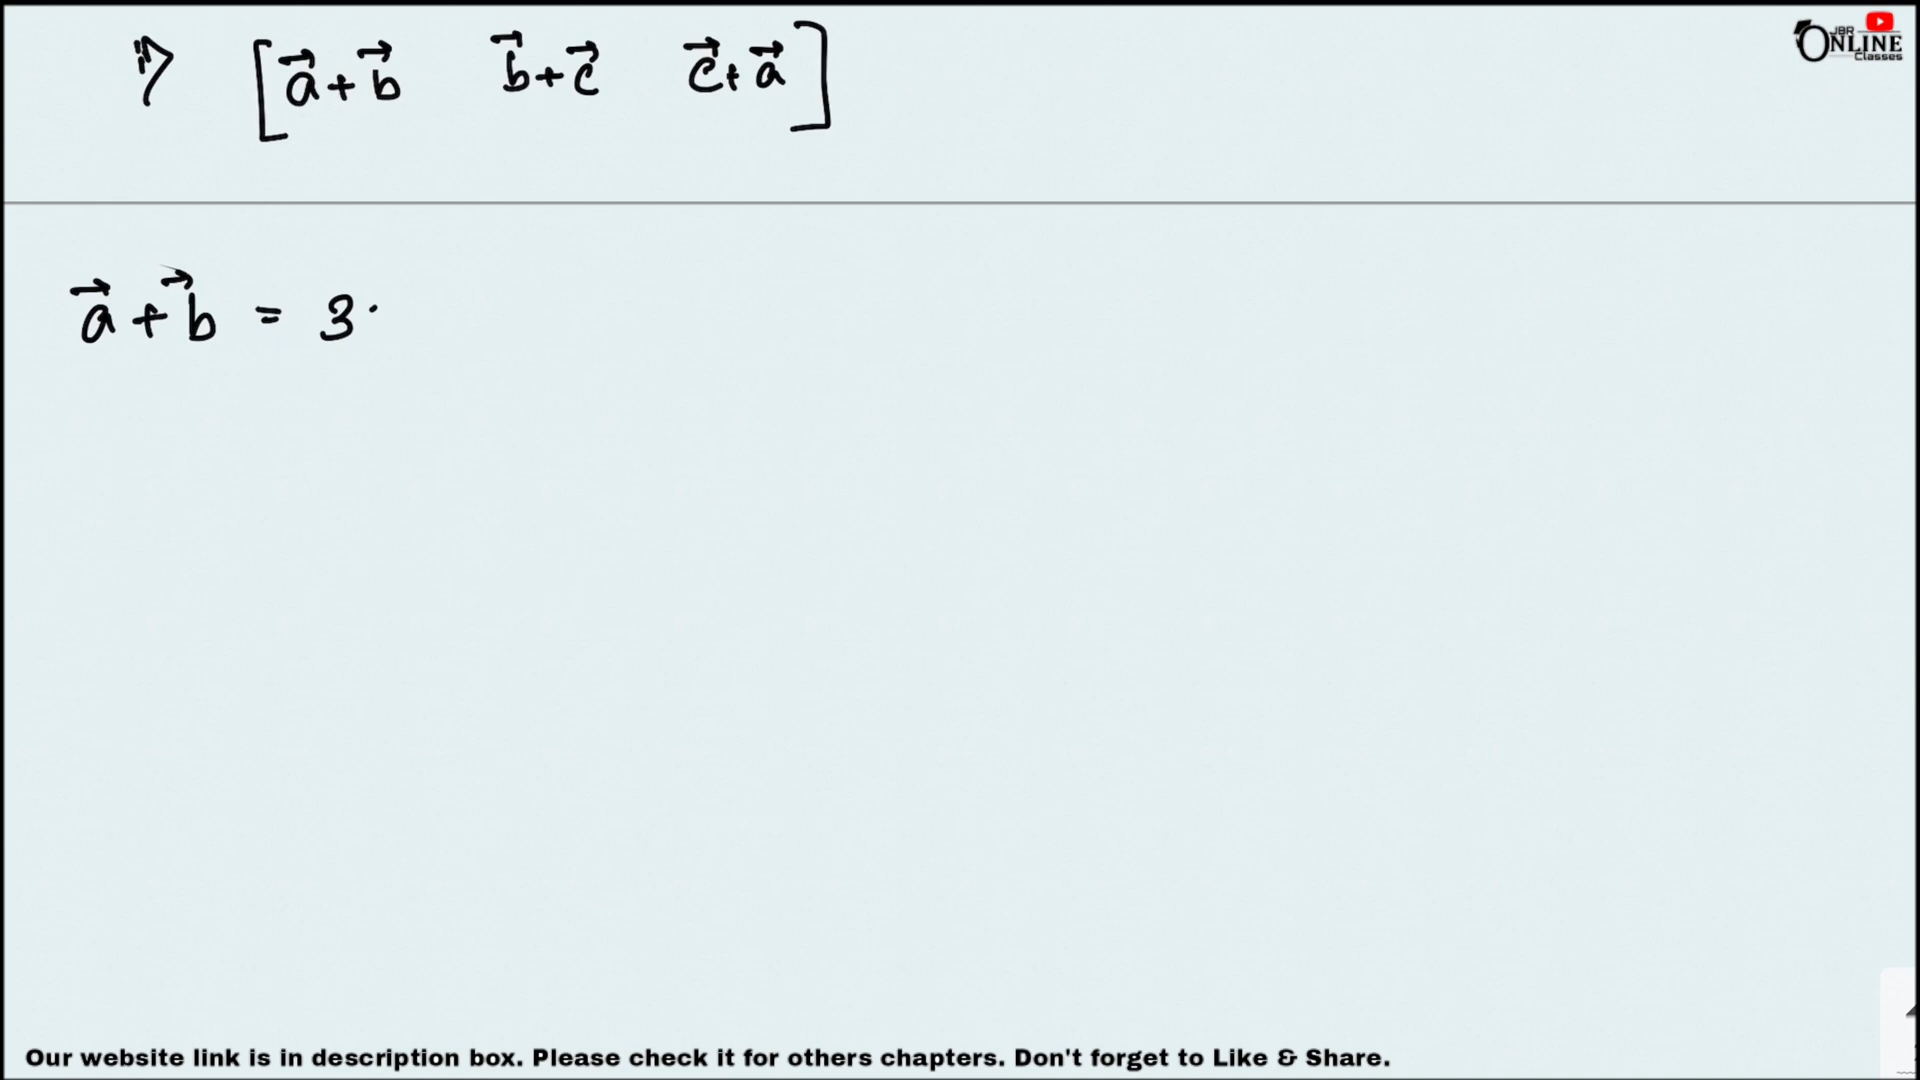 ii) [a⃗+b⃗ b⃗+c⃗ c⃗+a⃗]
JBR
ONLINE
Classes
a⃗+b⃗ = 3
Our website link is in description box. Please check it for others chapters. Don't forget to Like & Share.